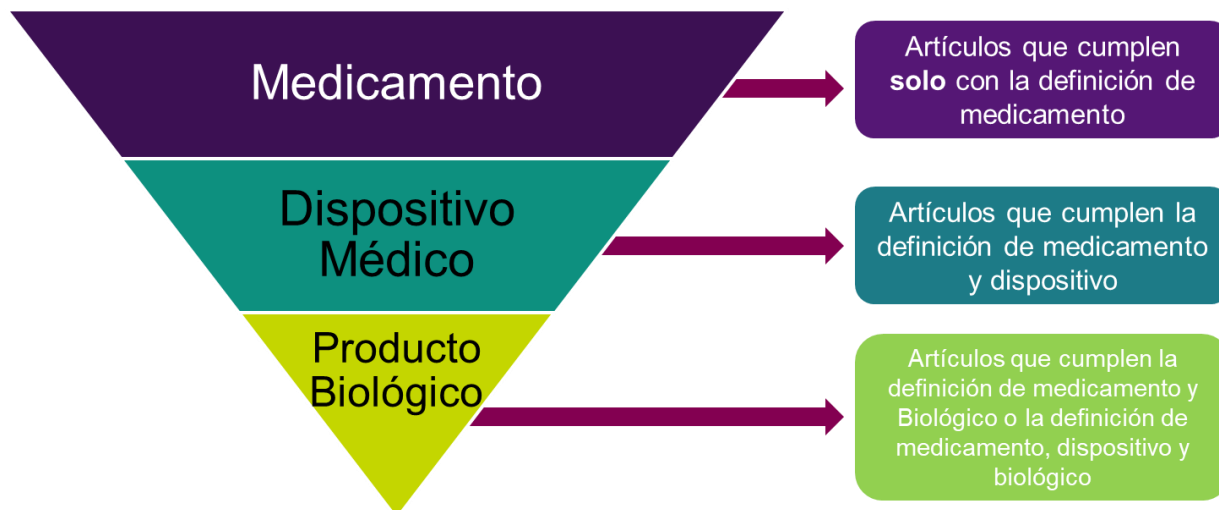 Medicamento
Artículos que cumplen
solo con la definición de
medicamento
Dispositivo
Médico
Artículos que cumplen la
definición de medicamento
y dispositivo
Producto
Biológico
Artículos que cumplen la
definición de medicamento y
Biológico o la definición de
medicamento, dispositivo y
biológico